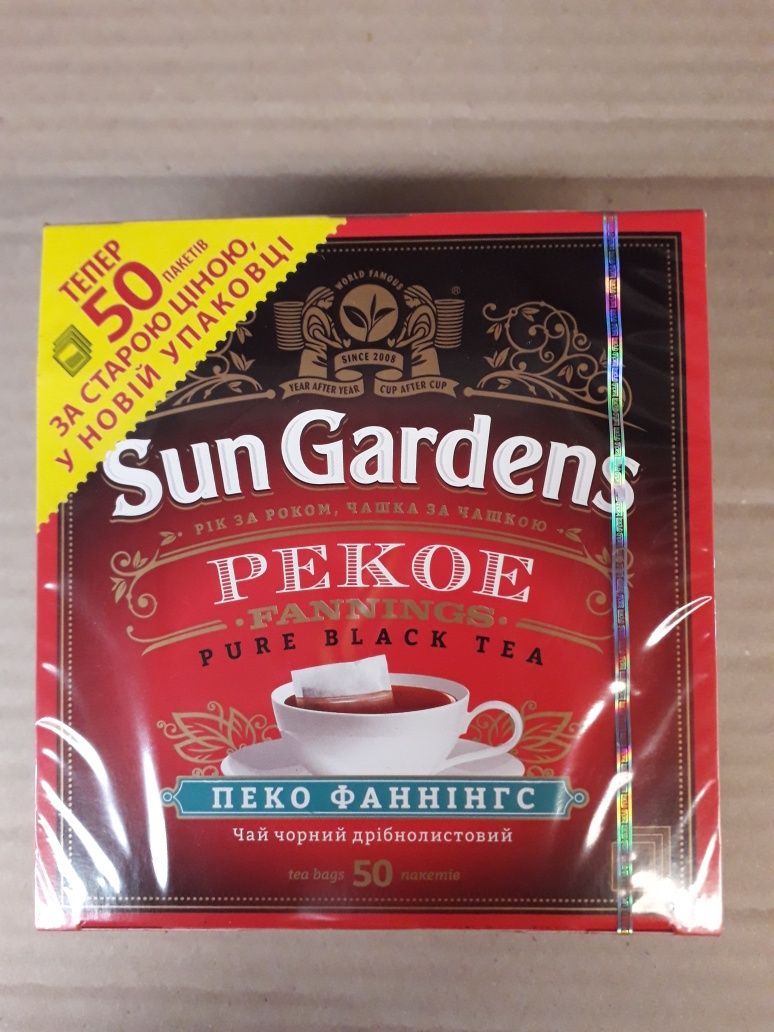 ТЕПЕР
50 ПАКЕТІВ
ЗА СТАРОЮ ЦІНОЮ,
У НОВІЙ УПАКОВЦІ
WORLD FAMOUS
®
SINCE 2008
YEAR AFTER YEAR CUP AFTER CUP
Sun Gardens
РІК ЗА РОКОМ, ЧАШКА ЗА ЧАШКОЮ
PEKOE
·FANNINGS·
PURE BLACK TEA
ПЕКО ФАННІНГС
Чай чорний дрібнолистовий
tea bags 50 пакетів